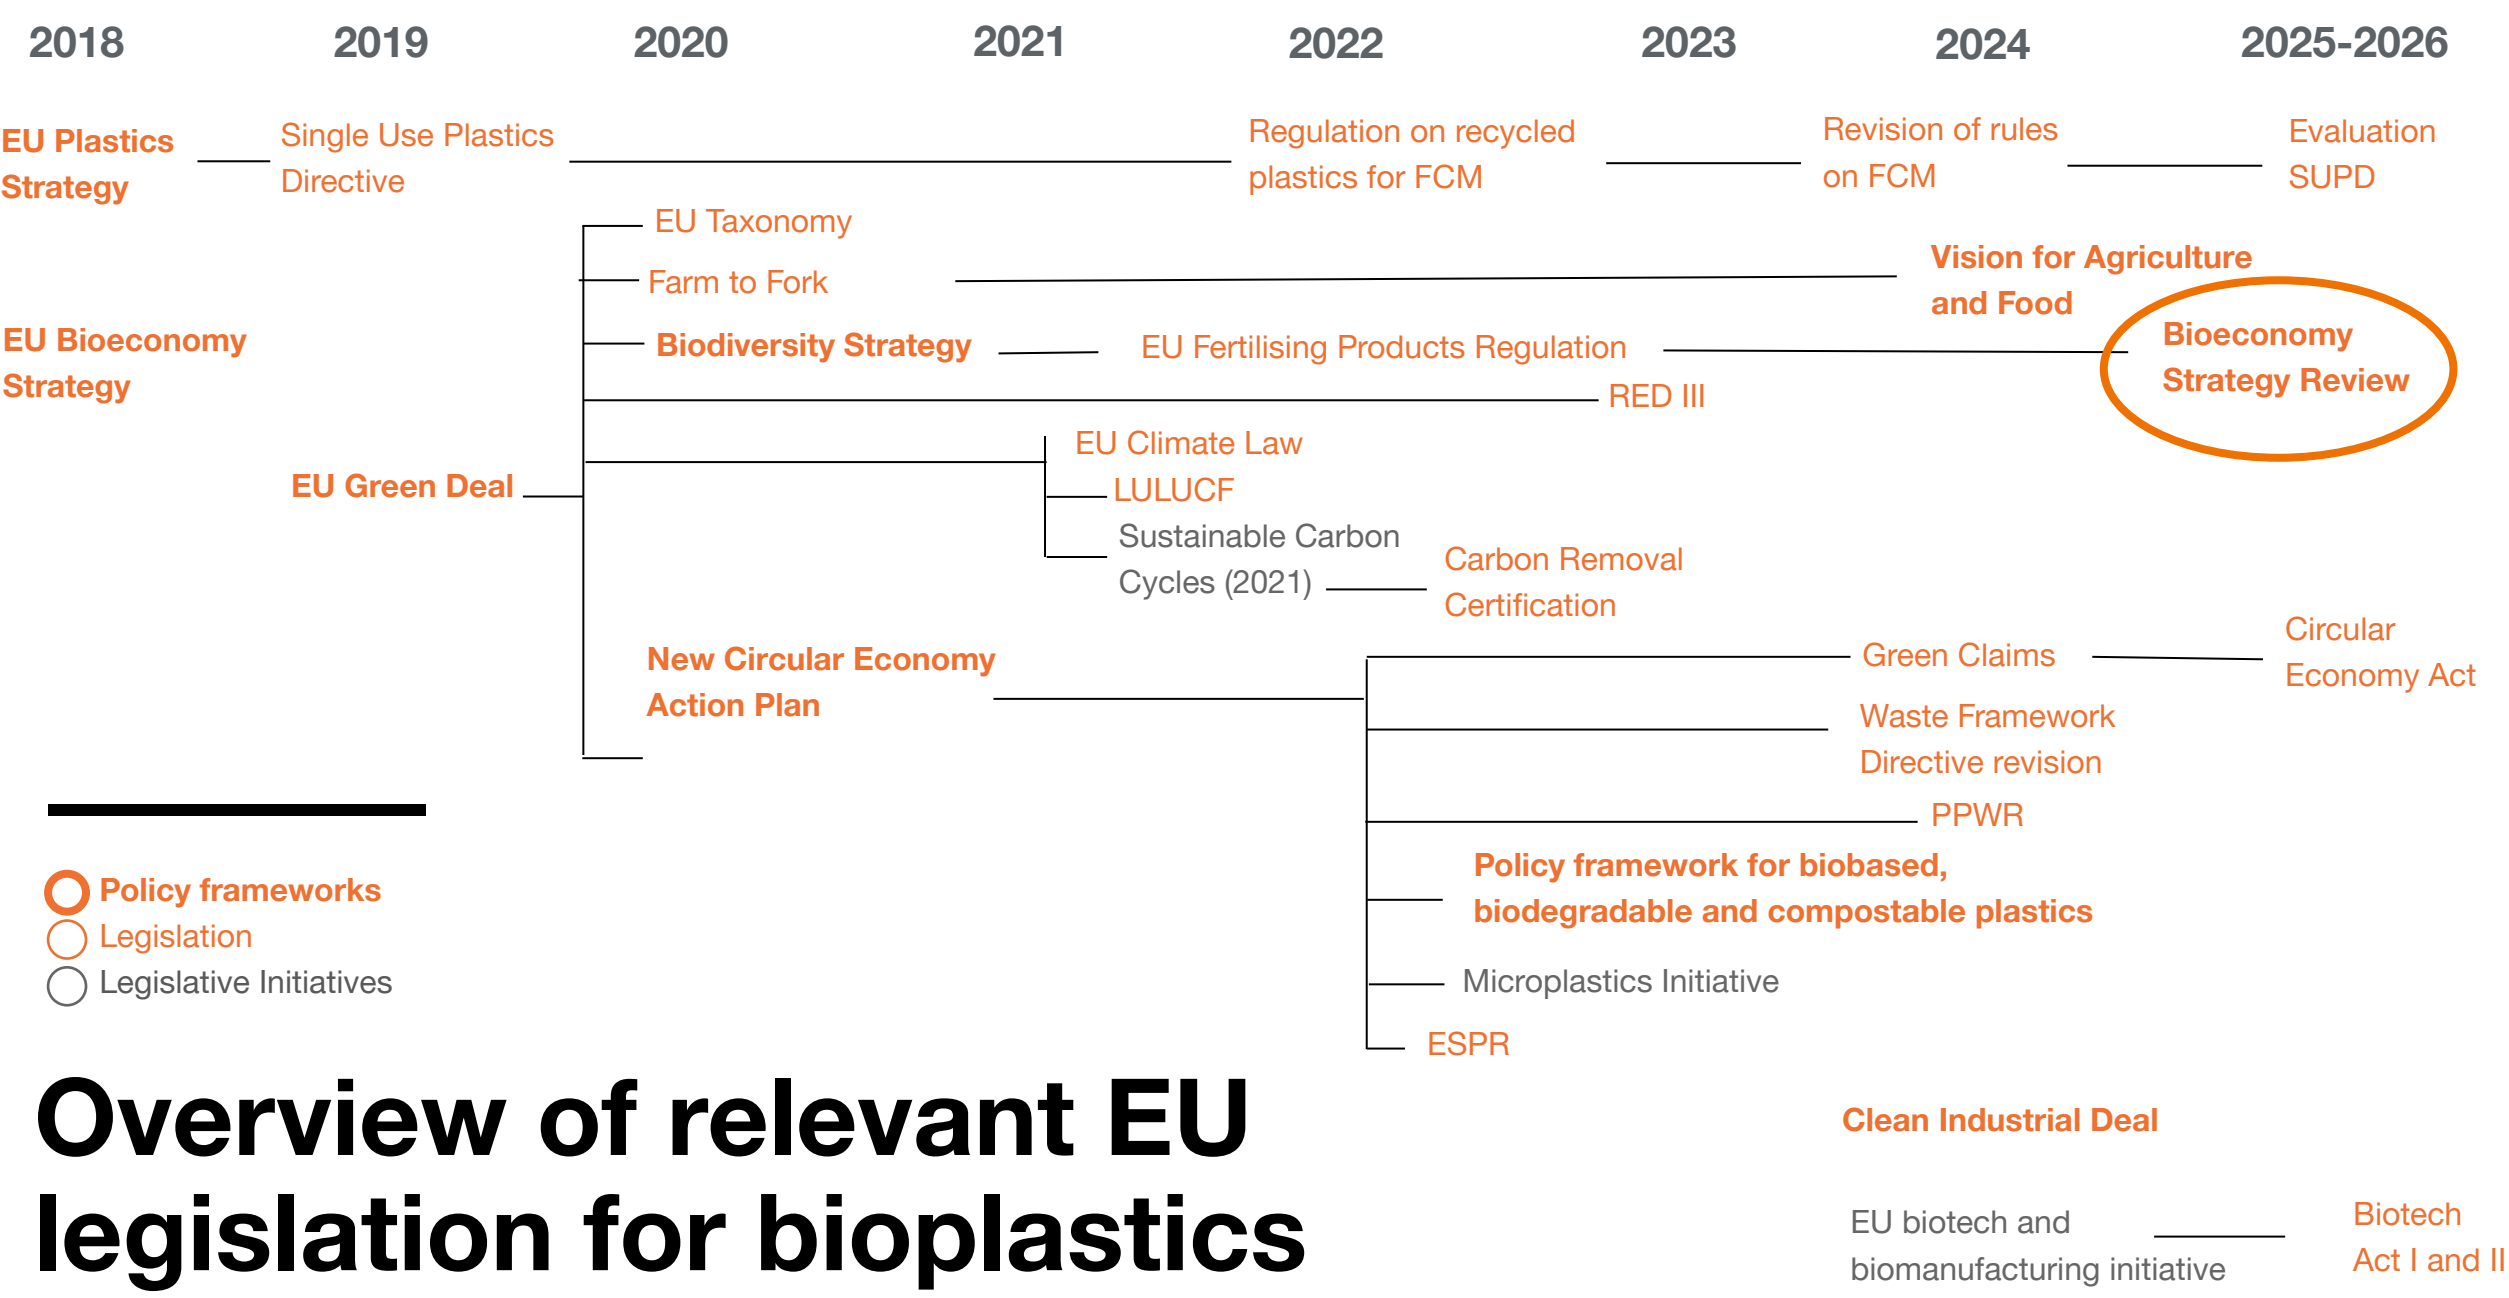 2018 2019 2020 2021 2022 2023 2024 2025-2026
EU Plastics
Strategy
Single Use Plastics
Directive
Regulation on recycled
plastics for FCM
Revision of rules
on FCM
Evaluation
SUPD
EU Taxonomy
Farm to Fork
Vision for Agriculture
and Food
EU Bioeconomy
Strategy
Biodiversity Strategy
EU Fertilising Products Regulation
Bioeconomy
Strategy Review
RED III
EU Climate Law
EU Green Deal
LULUCF
Sustainable Carbon
Cycles (2021)
Carbon Removal
Certification
New Circular Economy
Action Plan
Green Claims
Circular
Economy Act
Waste Framework
Directive revision
PPWR
Policy framework for biobased,
biodegradable and compostable plastics
Microplastics Initiative
ESPR
Policy frameworks
Legislation
Legislative Initiatives
Overview of relevant EU
legislation for bioplastics
Clean Industrial Deal
EU biotech and
biomanufacturing initiative
Biotech
Act I and II